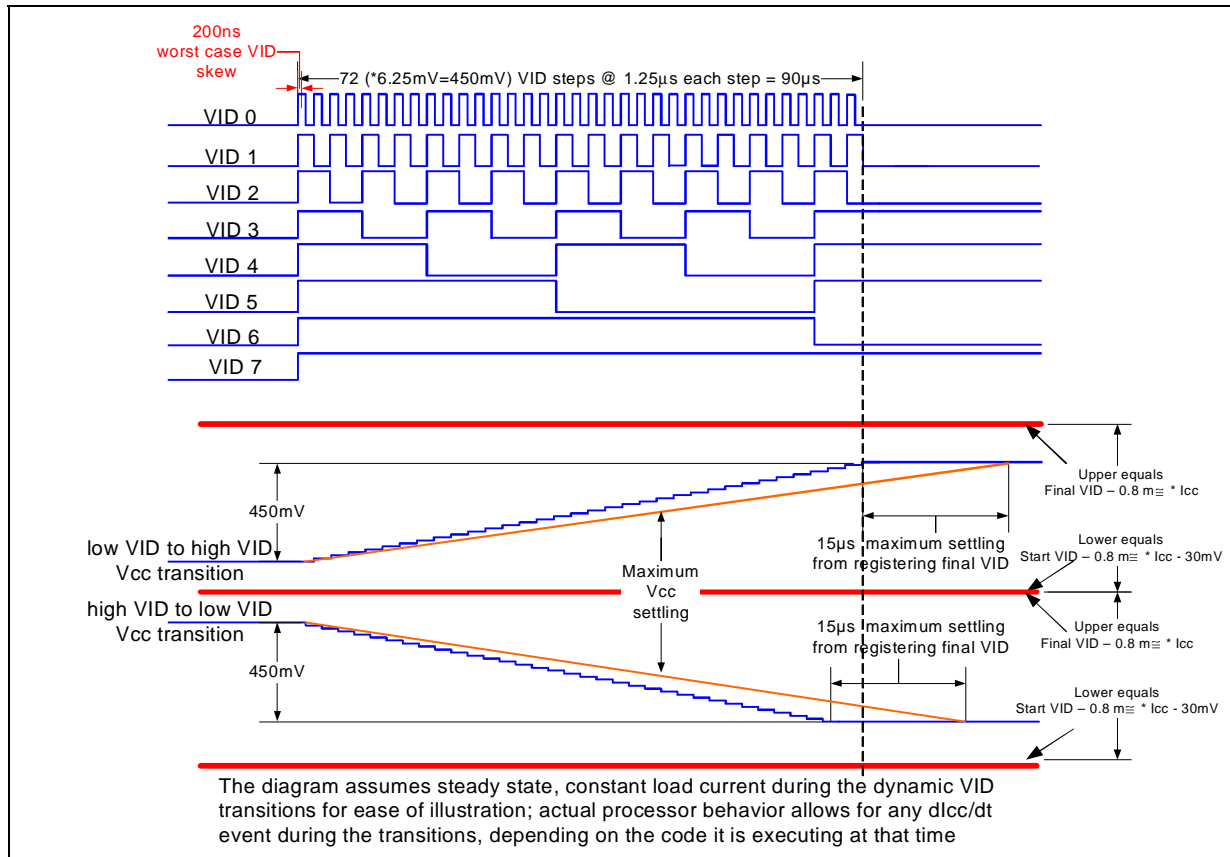 200ns
worst case VID
skew
72 (*6.25mV=450mV) VID steps @ 1.25µs each step = 90µs
VID 0
VID 1
VID 2
VID 3
VID 4
VID 5
VID 6
VID 7
450mV
low VID to high VID
Vcc transition
high VID to low VID
Vcc transition
450mV
Maximum
Vcc
settling
15µs maximum settling
from registering final VID
15µs maximum settling
from registering final VID
Upper equals
Final VID – 0.8 m≅ * Icc
Lower equals
Start VID – 0.8 m≅ * Icc - 30mV
Upper equals
Final VID – 0.8 m≅ * Icc
Lower equals
Start VID – 0.8 m≅ * Icc - 30mV
The diagram assumes steady state, constant load current during the dynamic VID
transitions for ease of illustration; actual processor behavior allows for any dIcc/dt
event during the transitions, depending on the code it is executing at that time